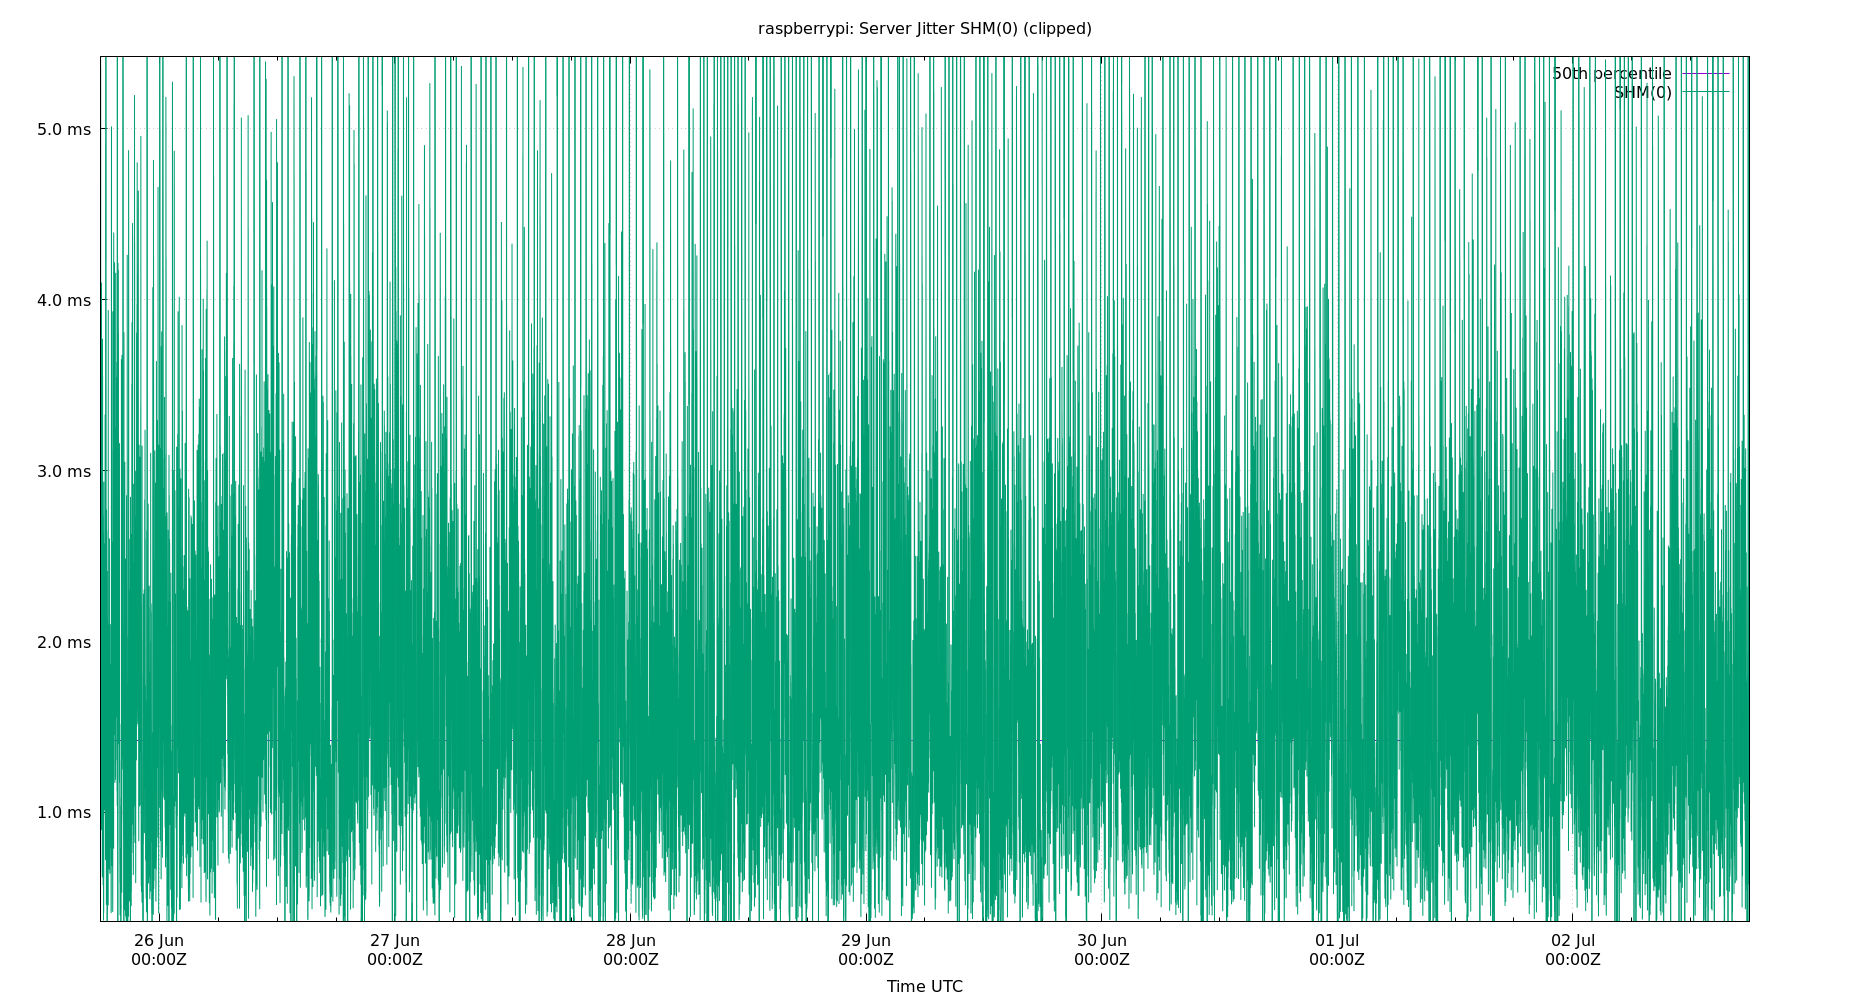 raspberrypi: Server Jitter SHM(0) (clipped)
50th percentile
SHM(0)
5.0 ms
4.0 ms
3.0 ms
2.0 ms
1.0 ms
26 Jun 27 Jun 28 Jun 29 Jun 30 Jun 01 Jul 02 Jul
00:00Z 00:00Z 00:00Z 00:00Z 00:00Z 00:00Z 00:00Z
Time UTC